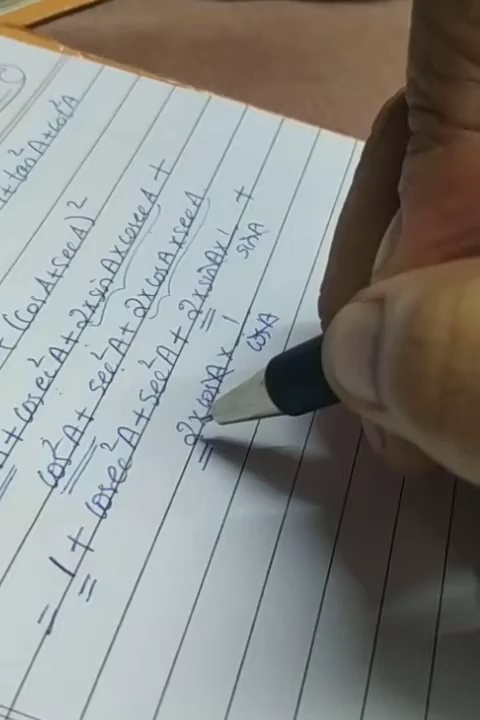 + tan²A + cot²A
+ (cosA + secA)²
+ cosec²A + 2×sinA×cosecA +
cos²A + sec²A + 2×cosA×secA
= 1 + cosec²A + sec²A + 2×sinA×1/sinA +
2×cosA×1/cosA